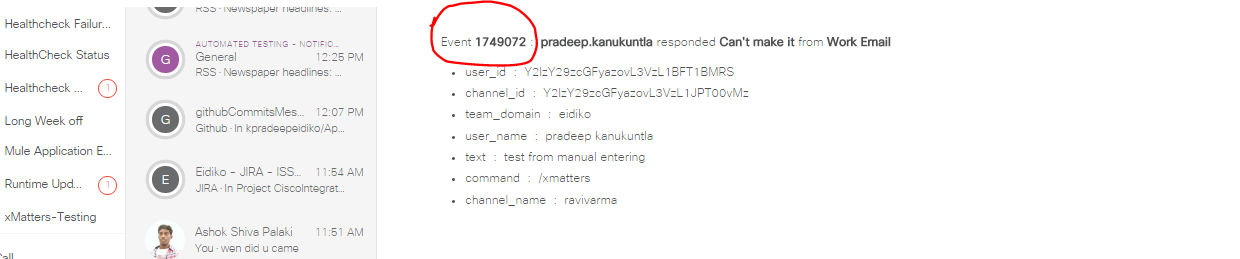 Healthcheck Failur...
HealthCheck Status
Healthcheck ... 1
Long Week off
Mule Application E...
Runtime Upd... 1
xMatters-Testing
RSS · Newspaper headlines: ...
AUTOMATED TESTING - NOTIFIC...
G General 12:25 PM
RSS · Newspaper headlines: ...
G githubCommitsMes... 12:07 PM
Github · In kpradeepeidiko/Ap...
E Eidiko - JIRA - ISS... 11:54 AM
JIRA · In Project CiscoIntegrat...
Ashok Shiva Palaki 11:51 AM
You · wen did u came
Event 1749072 : pradeep.kanukuntla responded Can't make it from Work Email
• user_id : Y2lzY29zcGFyazovL3VzL1BFT1BMRS
• channel_id : Y2lzY29zcGFyazovL3VzL1JPT00vMz
• team_domain : eidiko
• user_name : pradeep kanukuntla
• text : test from manual entering
• command : /xmatters
• channel_name : ravivarma